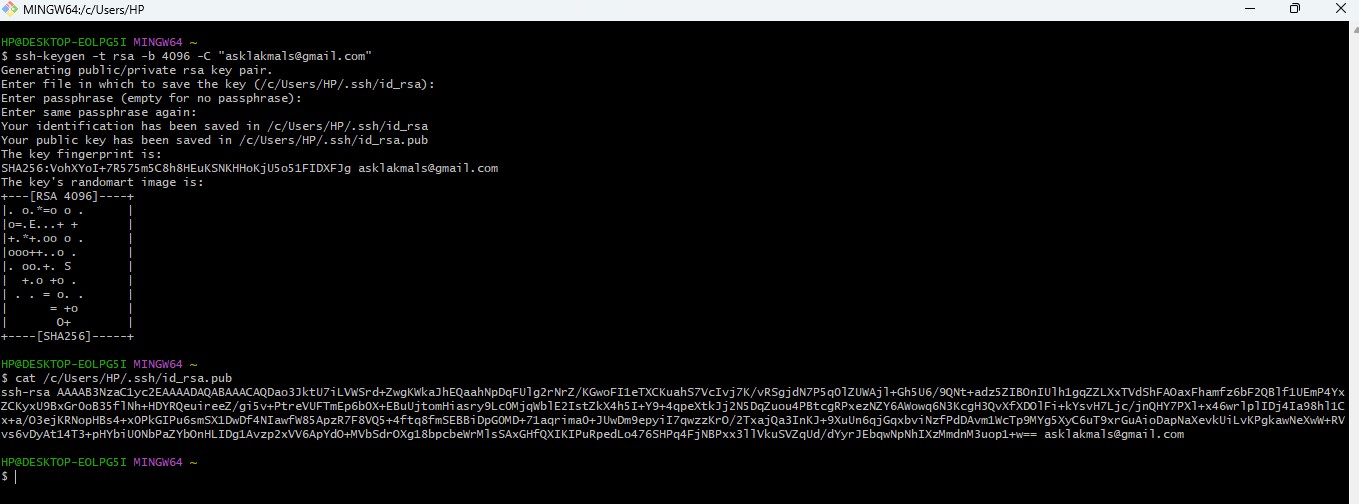 MINGW64:/c/Users/HP
HP@DESKTOP-EOLPG5I MINGW64 ~
$ ssh-keygen -t rsa -b 4096 -C "asklakmals@gmail.com"
Generating public/private rsa key pair.
Enter file in which to save the key (/c/Users/HP/.ssh/id_rsa):
Enter passphrase (empty for no passphrase):
Enter same passphrase again:
Your identification has been saved in /c/Users/HP/.ssh/id_rsa
Your public key has been saved in /c/Users/HP/.ssh/id_rsa.pub
The key fingerprint is:
SHA256:VohXYoI+7R575m5C8h8HEuKSNKHHoKjU5o51FIDXFJg asklakmals@gmail.com
The key's randomart image is:
+---[RSA 4096]----+
|. o.*=o o .      |
|o=.E...+ +       |
|+.*+.oo o .      |
|ooo++..o .       |
|. oo.+. S        |
|  +.o +o .       |
| . . = o. .      |
|      = +o       |
|       O+        |
+----[SHA256]-----+
HP@DESKTOP-EOLPG5I MINGW64 ~
$ cat /c/Users/HP/.ssh/id_rsa.pub
ssh-rsa AAAAB3NzaC1yc2EAAAADAQABAAACAQDao3JktU7iLVWSrd+ZwgKWkaJhEQaahNpDqFUlg2rNrZ/KGwoFI1eTXCKuahS7VcIvj7K/vRSgjdN7P5qOlZUWAjl+Gh5U6/9QNt+adz5ZIBOnIUlh1gqZZLXxTVdShFAOaxFhamfz6bF2QBlf1UEmP4Yx
ZCKyxU9BxGrOoB35flNh+HDYRQeuireeZ/gi5v+PtreVUFTmEp6bOX+EBuUjtomHiasry9LcOMjqWblE2IstZkX4h5I+Y9+4qpeXtkJj2N5DqZuou4PBtcgRPxezNZY6AWowq6N3KcgH3QvXfXDOlFi+kYsvH7Ljc/jnQHY7PXl+x46wrlplIDj4Ia98hl1C
x+a/O3ejKRNopHBs4+xOPkGIPu6smSX1DwDf4NIawfW85ApzR7F8VQ5+4ftq8fmSEBBiDpGOMD+71aqrimaO+JUwDm9epyiI7qwzzKrO/2TxajQa3InKJ+9XuUn6qjGqxbviNzfPdDAvm1WcTp9MYg5XyC6uT9xrGuAioDapNaXevkUiLvKPgkawNeXwW+RV
vs6vDyAt14T3+pHYbiUONbPaZYbOnHLIDg1Avzp2xVV6ApYdO+MVbSdrOXg18bpcbeWrMlsSAxGHfQXIKIPuRpedLo476SHPq4FjNBPxx3llVkuSVZqUd/dYyrJEbqwNpNhIXzMmdnM3uop1+w== asklakmals@gmail.com
HP@DESKTOP-EOLPG5I MINGW64 ~
$